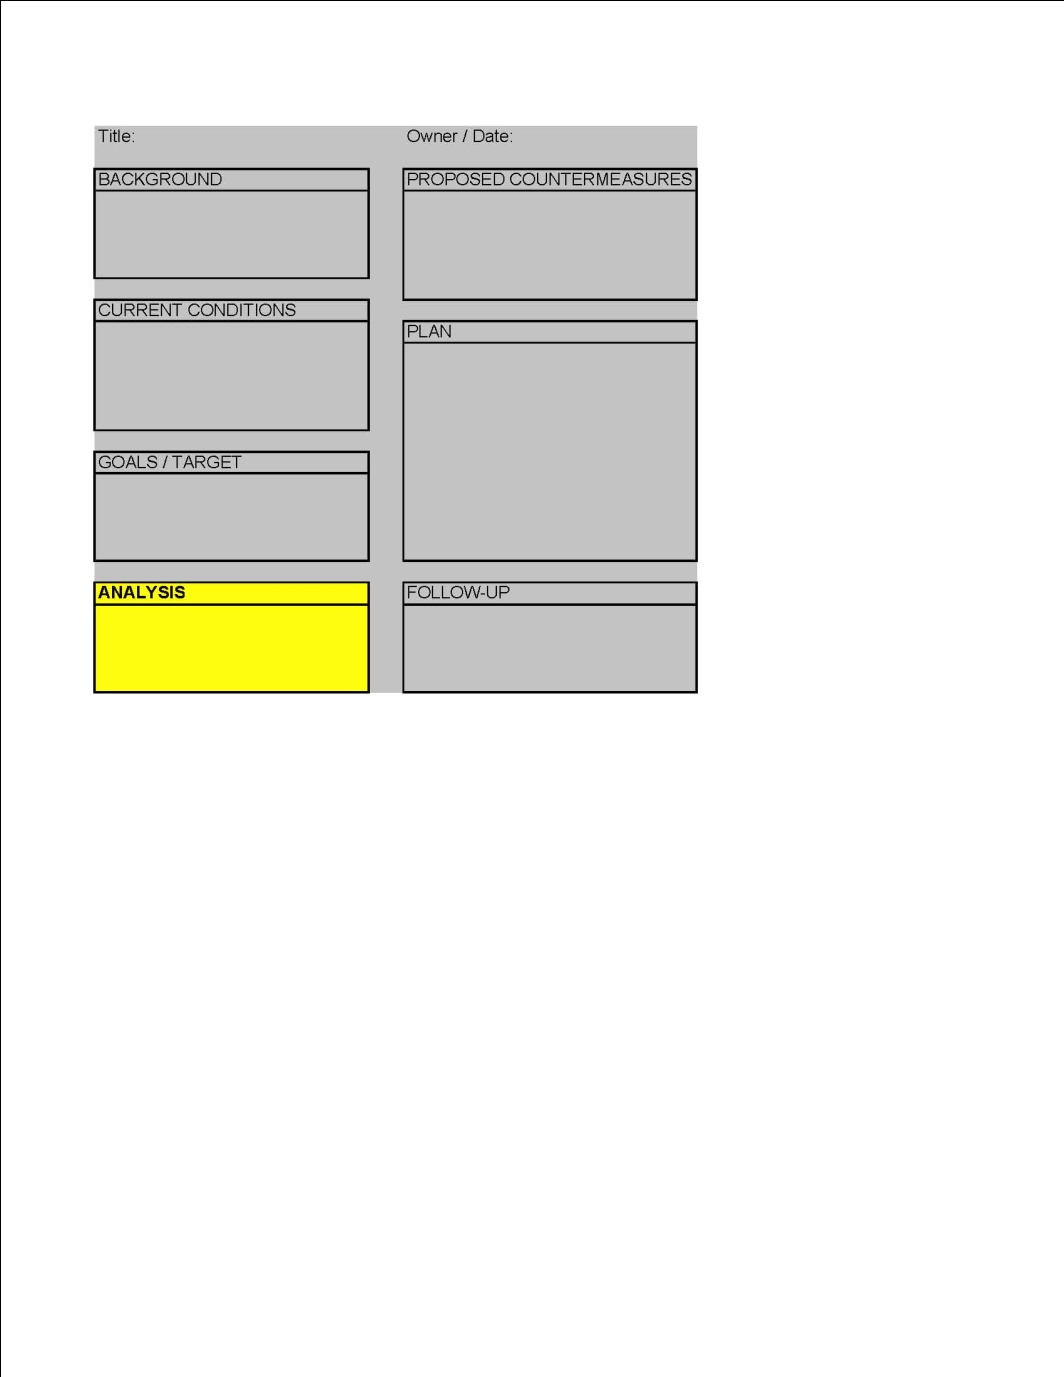 Title:
Owner / Date:
BACKGROUND
PROPOSED COUNTERMEASURES
CURRENT CONDITIONS
PLAN
GOALS / TARGET
ANALYSIS
FOLLOW-UP